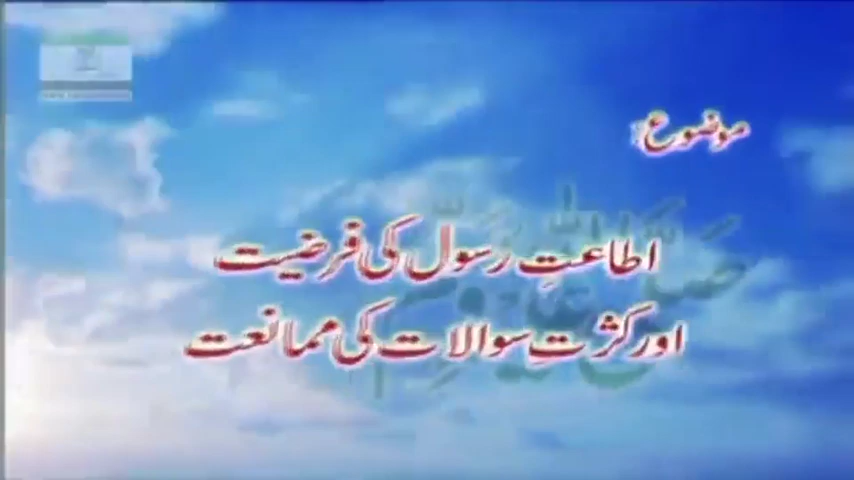 موضوع:
اطاعتِ رسول کی فرضیت
اور کثرتِ سوالات کی ممانعت